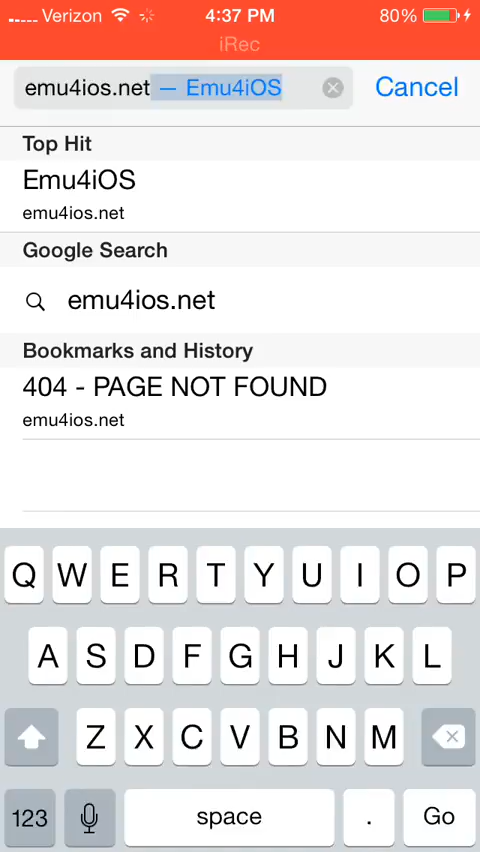 Verizon 4:37 PM 80%
iRec
emu4ios.net — Emu4iOS Cancel
Top Hit
Emu4iOS
emu4ios.net
Google Search
emu4ios.net
Bookmarks and History
404 - PAGE NOT FOUND
emu4ios.net
Q W E R T Y U I O P
A S D F G H J K L
Z X C V B N M
123 space . Go